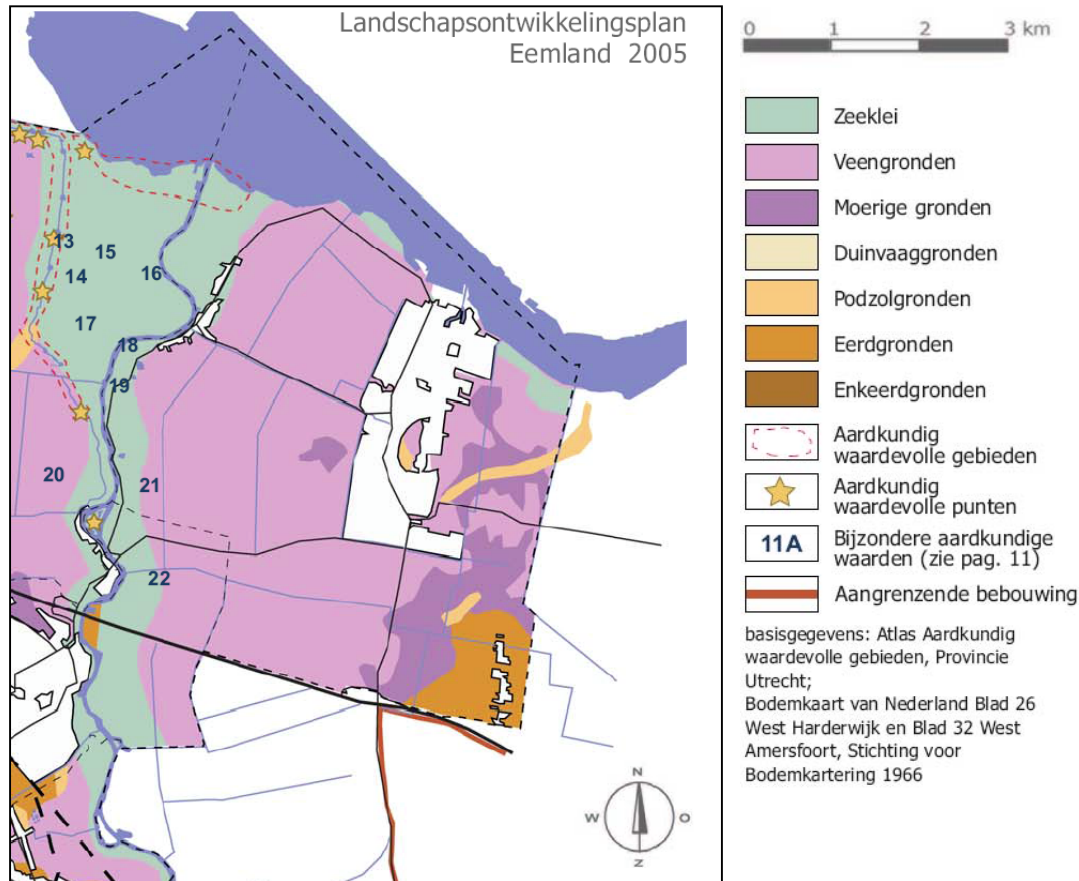 Landschapsontwikkelingsplan
Eemland 2005
0 1 2 3 km
Zeeklei
Veengronden
Moerige gronden
Duinvaaggronden
Podzolgronden
Eerdgronden
Enkeerdgronden
Aardkundig
waardevolle gebieden
Aardkundig
waardevolle punten
11A
Bijzondere aardkundige
waarden (zie pag. 11)
Aangrenzende bebouwing
basisgegevens: Atlas Aardkundig
waardevolle gebieden, Provincie
Utrecht;
Bodemkaart van Nederland Blad 26
West Harderwijk en Blad 32 West
Amersfoort, Stichting voor
Bodemkartering 1966
13
15
14
16
17
18
19
20
21
22
N
W O
Z